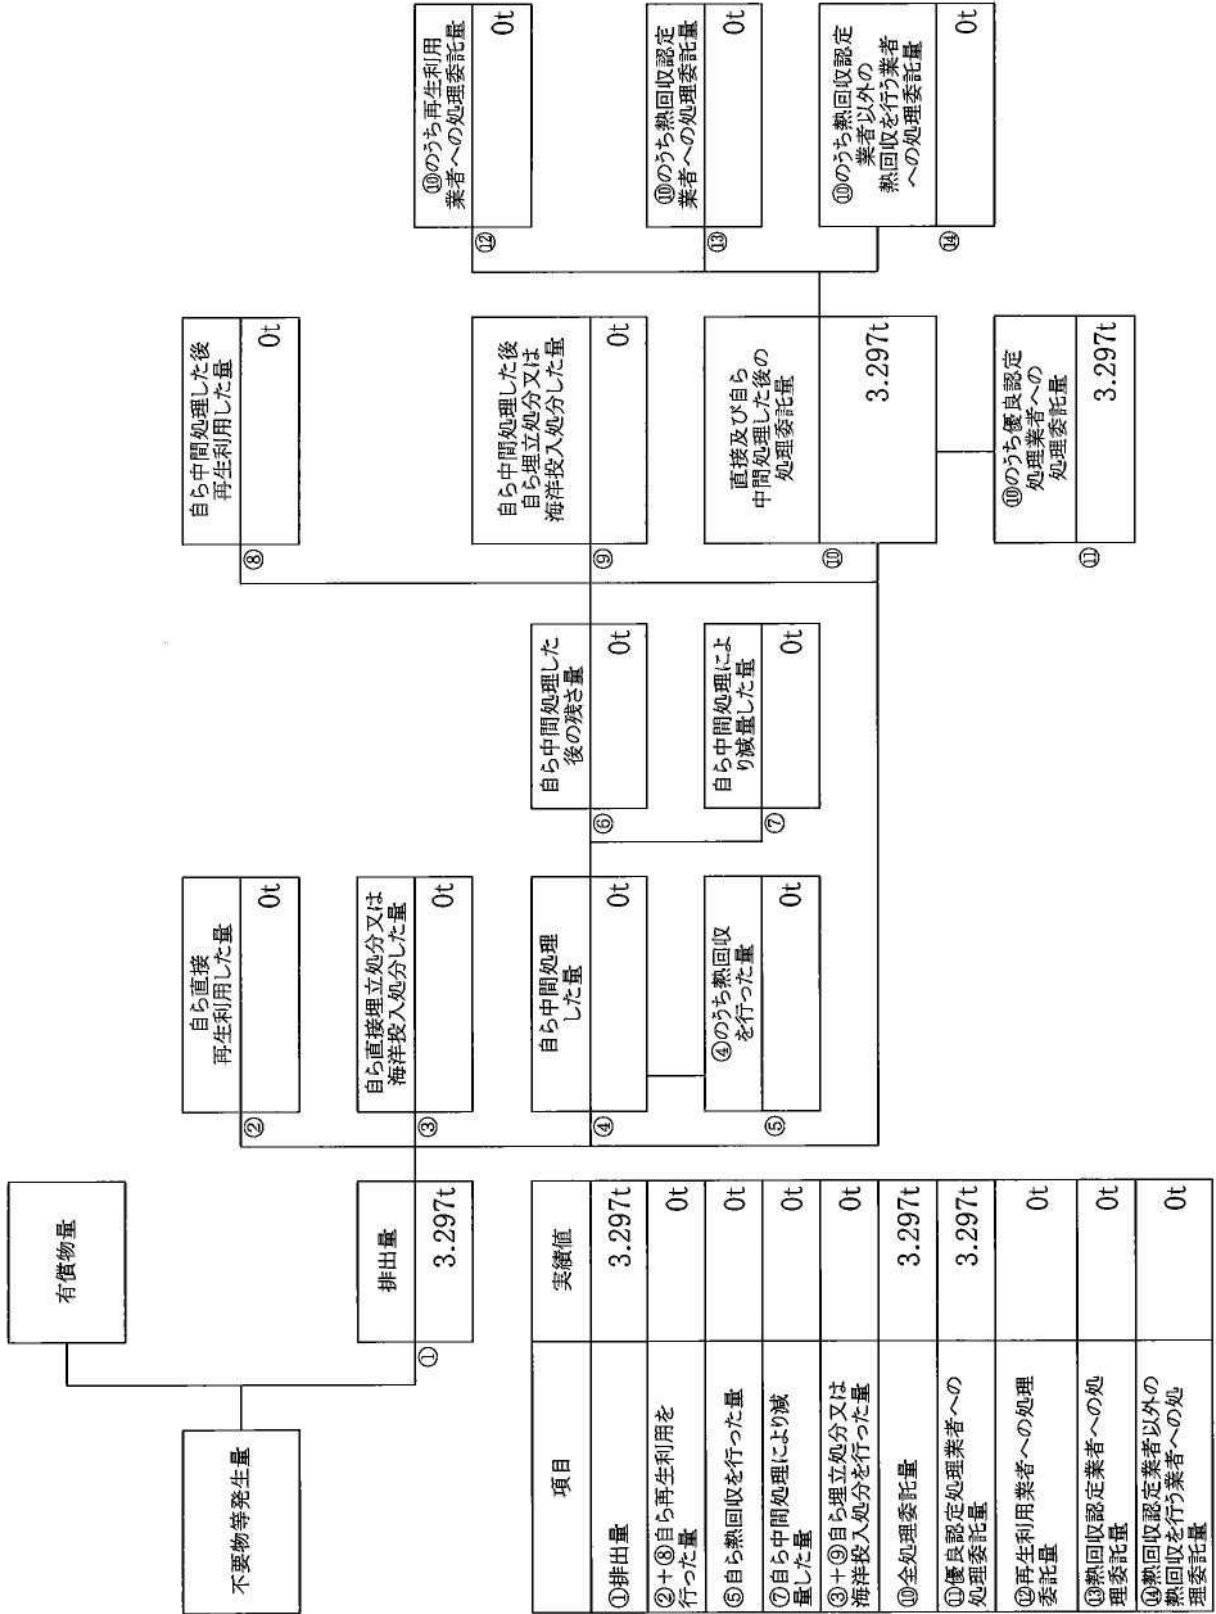 不要物等発生量
有償物量
①
排出量
3.297t
②
自ら直接
再生利用した量
0t
③
自ら直接埋立処分又は
海洋投入処分した量
0t
④
自ら中間処理
した量
0t
⑤
④のうち熱回収
を行った量
0t
⑥
自ら中間処理した
後の残さ量
0t
⑦
自ら中間処理によ
り減量した量
0t
⑧
自ら中間処理した後
再生利用した量
0t
⑨
自ら中間処理した後
自ら埋立処分又は
海洋投入処分した量
0t
⑩
直接及び自ら
中間処理した後の
処理委託量
3.297t
⑪
⑩のうち優良認定
処理業者への
処理委託量
3.297t
⑫
⑩のうち再生利用
業者への処理委託量
0t
⑬
⑩のうち熱回収認定
業者への処理委託量
0t
⑭
⑩のうち熱回収認定
業者以外の
熱回収を行う業者
への処理委託量
0t
項目
実績値
①排出量
3.297t
②+⑧自ら再生利用を
行った量
0t
⑤自ら熱回収を行った量
0t
⑦自ら中間処理により減
量した量
0t
③+⑨自ら埋立処分又は
海洋投入処分を行った量
0t
⑩全処理委託量
3.297t
⑪優良認定処理業者への
処理委託量
3.297t
⑫再生利用業者への処理
委託量
0t
⑬熱回収認定業者への処
理委託量
0t
⑭熱回収認定業者以外の
熱回収を行う業者への処
理委託量
0t